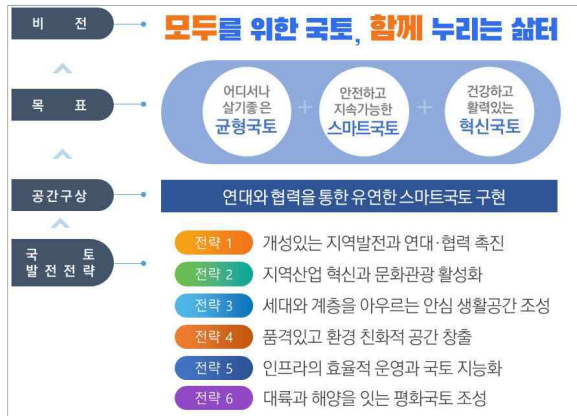 비 전
모두를 위한 국토, 함께 누리는 삶터
목 표
어디서나
살기좋은
균형국토
+
안전하고
지속가능한
스마트국토
+
건강하고
활력있는
혁신국토
공간구상
연대와 협력을 통한 유연한 스마트국토 구현
국 토
발전전략
전략 1 개성있는 지역발전과 연대·협력 촉진
전략 2 지역산업 혁신과 문화관광 활성화
전략 3 세대와 계층을 아우르는 안심 생활공간 조성
전략 4 품격있고 환경 친화적 공간 창출
전략 5 인프라의 효율적 운영과 국토 지능화
전략 6 대륙과 해양을 잇는 평화국토 조성